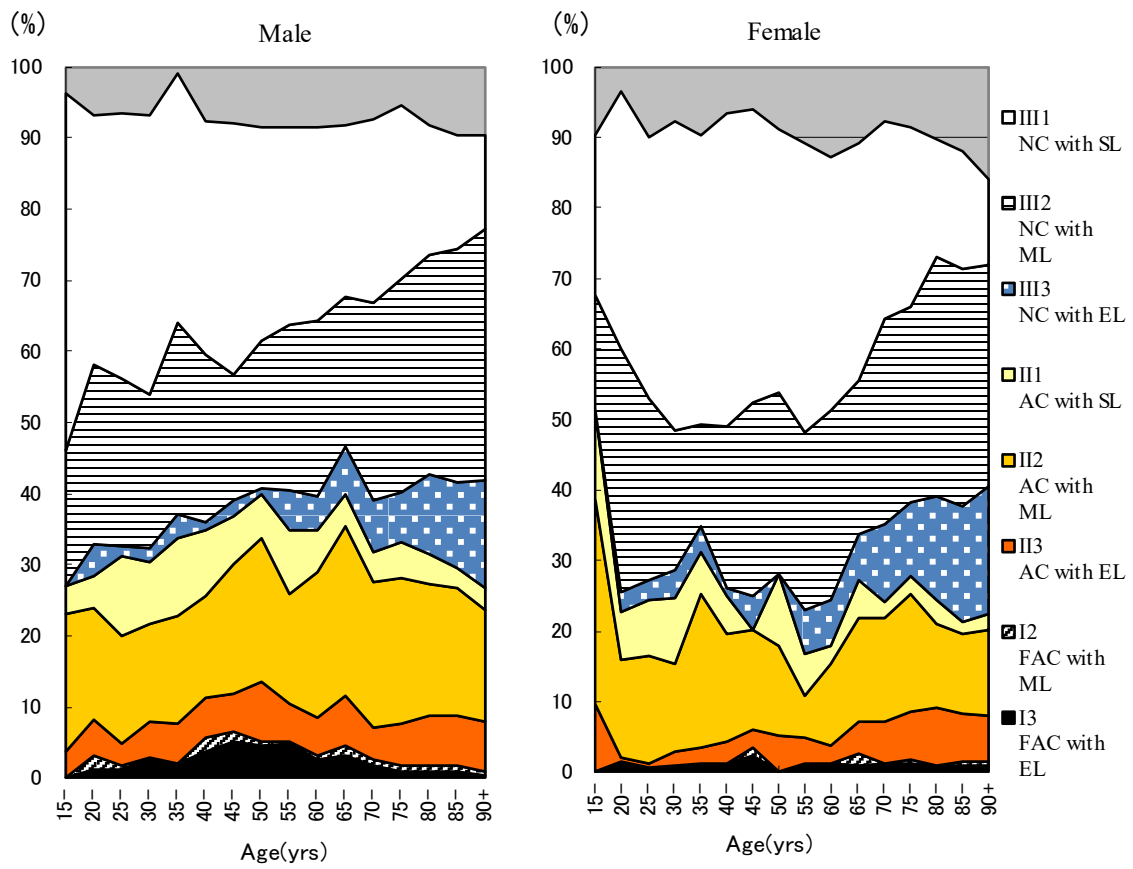 (%)
Male
100
90
80
70
60
50
40
30
20
10
0
15－
20－
25－
30－
35－
40－
45－
50－
55－
60－
65－
70－
75－
80－
85－
90+
Age(yrs)
(%)
Female
100
90
80
70
60
50
40
30
20
10
0
15－
20－
25－
30－
35－
40－
45－
50－
55－
60－
65－
70－
75－
80－
85－
90+
Age(yrs)
III1
NC with SL
III2
NC with
ML
III3
NC with EL
II1
AC with SL
II2
AC with
ML
II3
AC with EL
I2
FAC with
ML
I3
FAC with
EL